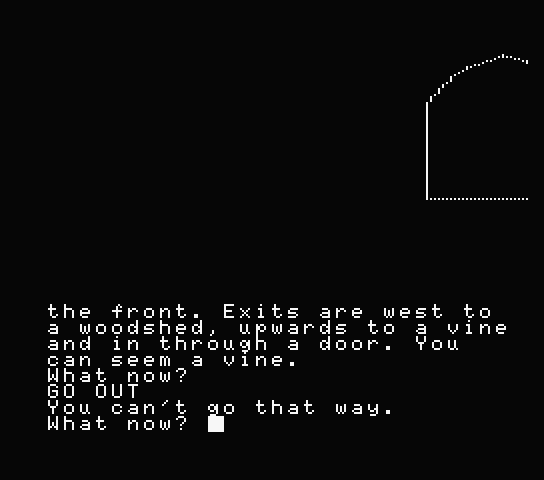 the front. Exits are west to
a woodshed, upwards to a vine
and in through a door. You
can seem a vine.
What now?
GO OUT
You can't go that way.
What now?